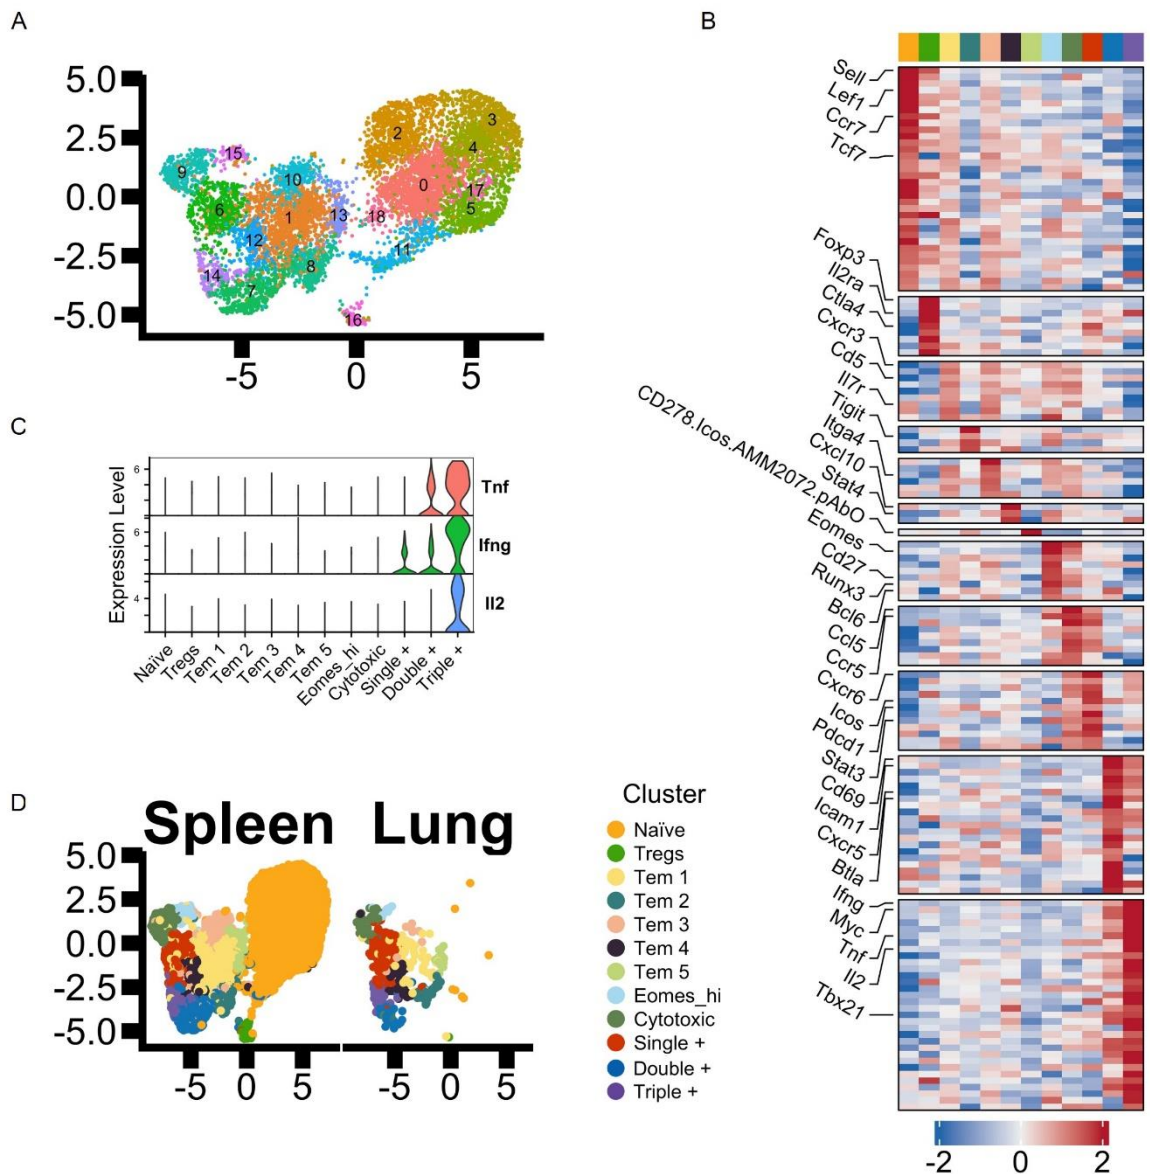 A
5.0
2.5
0.0
-2.5
-5.0
-5
0
5
0
1
2
3
4
5
6
7
8
9
10
11
12
13
14
15
16
17
18
B
Sell
Lef1
Ccr7
Tcf7
Foxp3
Il2ra
Ctla4
Cxcr3
Cd5
Il7r
Tigit
Itga4
Cxcl10
CD278.Icos.AMM2072.pAbO
Stat4
Eomes
Cd27
Runx3
Bcl6
Ccl5
Ccr5
Cxcr6
Icos
Pdcd1
Stat3
Cd69
Icam1
Cxcr5
Btla
Ifng
Myc
Tnf
Il2
Tbx21
-2
0
2
C
Expression Level
6
Tnf
6
Ifng
4
Il2
Naïve
Tregs
Tem 1
Tem 2
Tem 3
Tem 4
Tem 5
Eomes_hi
Cytotoxic
Single +
Double +
Triple +
D
Spleen
Lung
5.0
2.5
0.0
-2.5
-5.0
-5
0
5
-5
0
5
Cluster
Naïve
Tregs
Tem 1
Tem 2
Tem 3
Tem 4
Tem 5
Eomes_hi
Cytotoxic
Single +
Double +
Triple +